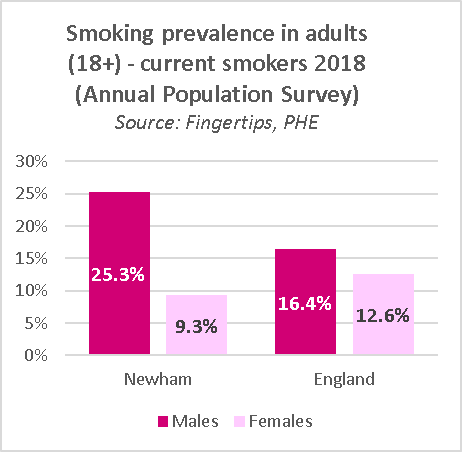 Smoking prevalence in adults
(18+) - current smokers 2018
(Annual Population Survey)
Source: Fingertips, PHE
30%
25%
20%
15%
10%
5%
0%
25.3%
9.3%
16.4%
12.6%
Newham
England
Males
Females